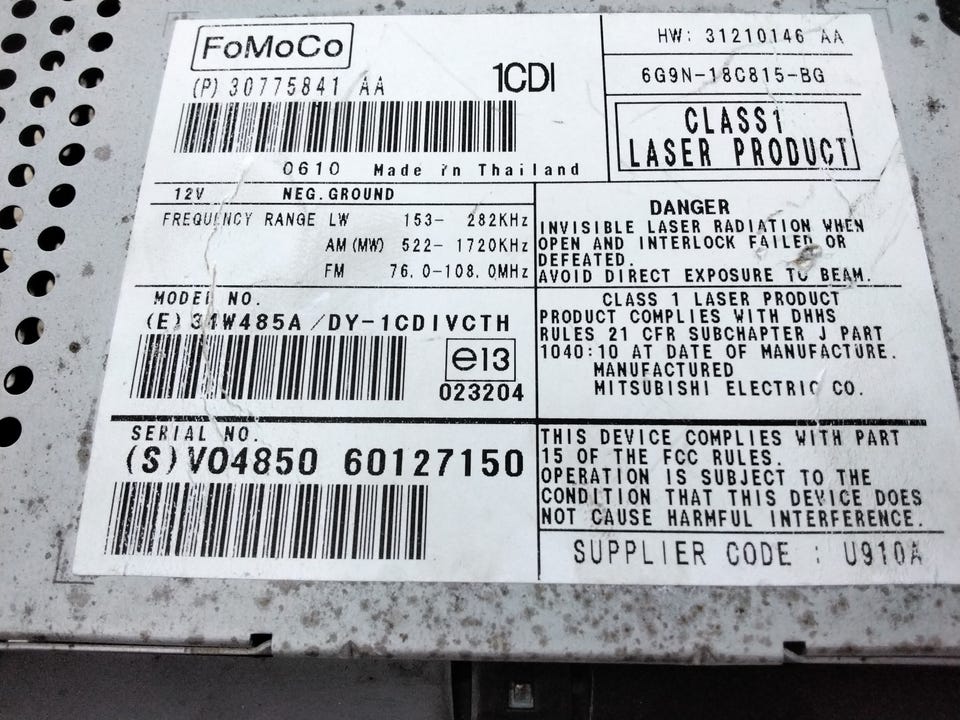 FoMoCo
(P) 30775841 AA
1CDI
0610 Made in Thailand
HW: 31210146 AA
6G9N-18C815-BG
CLASS1
LASER PRODUCT
12V NEG.GROUND
FREQUENCY RANGE LW 153- 282KHz
AM (MW) 522- 1720KHz
FM 76.0-108.0MHz
DANGER
INVISIBLE LASER RADIATION WHEN
OPEN AND INTERLOCK FAILED OR
DEFEATED.
AVOID DIRECT EXPOSURE TO BEAM.
MODEL NO.
(E) 34W485A/DY-1CDIVCTH
e13
023204
CLASS 1 LASER PRODUCT
PRODUCT COMPLIES WITH DHHS
RULES 21 CFR SUBCHAPTER J PART
1040:10 AT DATE OF MANUFACTURE.
MANUFACTURED
MITSUBISHI ELECTRIC CO.
SERIAL NO.
(S) V04850 60127150
THIS DEVICE COMPLIES WITH PART
15 OF THE FCC RULES.
OPERATION IS SUBJECT TO THE
CONDITION THAT THIS DEVICE DOES
NOT CAUSE HARMFUL INTERFERENCE.
SUPPLIER CODE : U910A